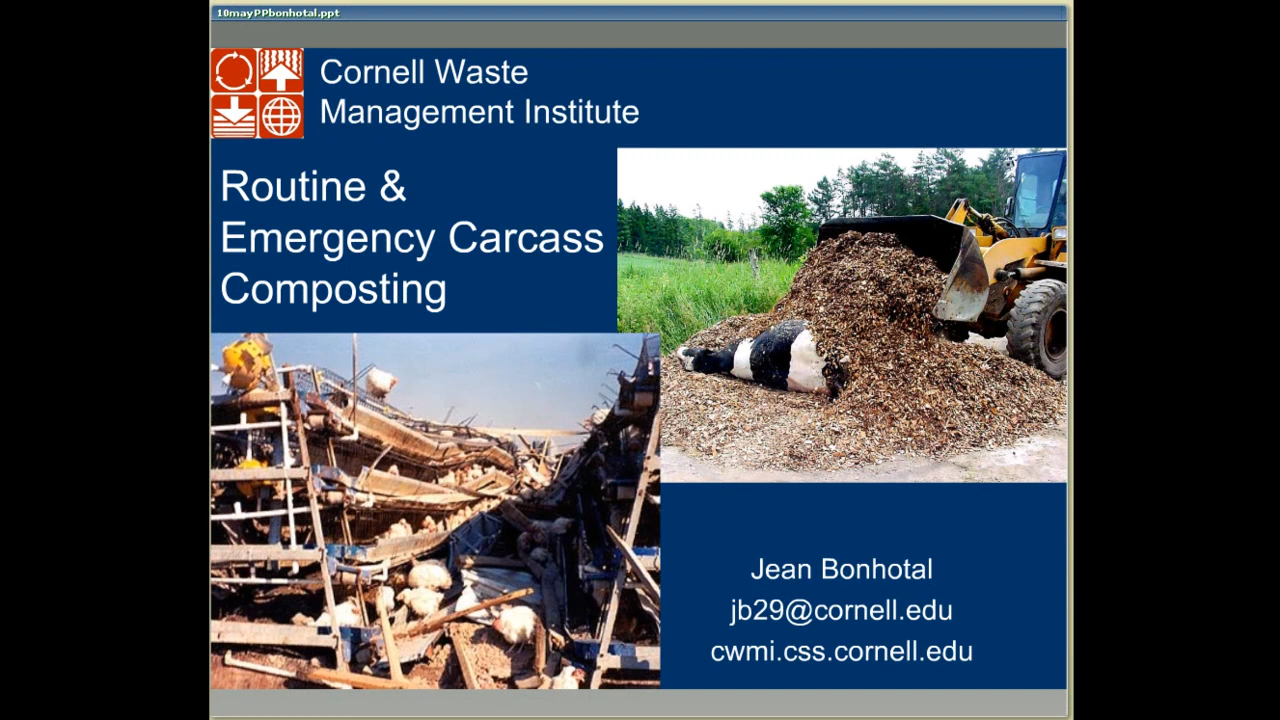 10mayPPbonhotal.ppt
Cornell Waste
Management Institute
Routine &
Emergency Carcass
Composting
Jean Bonhotal
jb29@cornell.edu
cwmi.css.cornell.edu